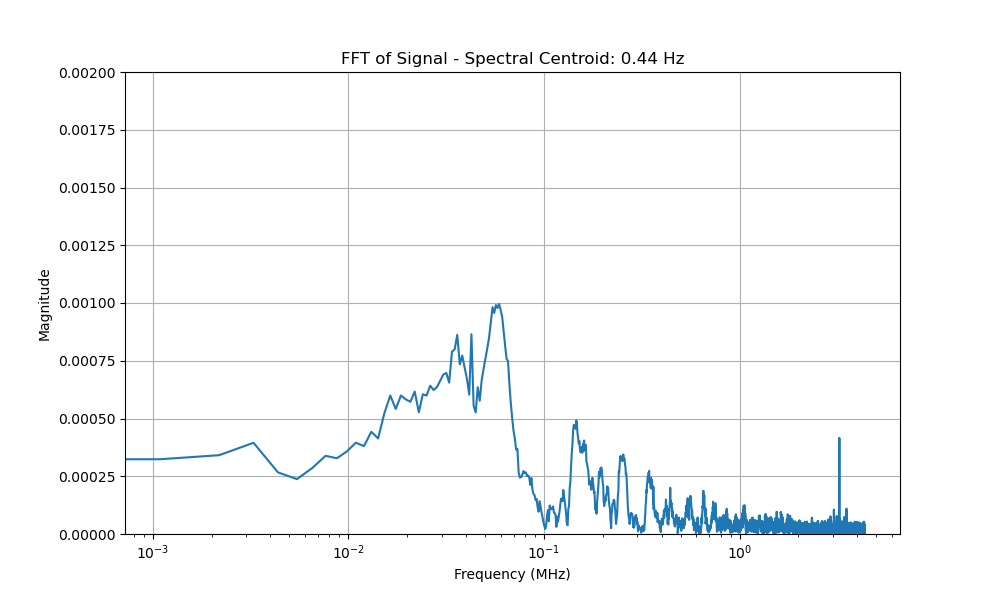 FFT of Signal - Spectral Centroid: 0.44 Hz
0.00200
0.00175
0.00150
0.00125
0.00100
0.00075
0.00050
0.00025
0.00000
Magnitude
10⁻³ 10⁻² 10⁻¹ 10⁰
Frequency (MHz)